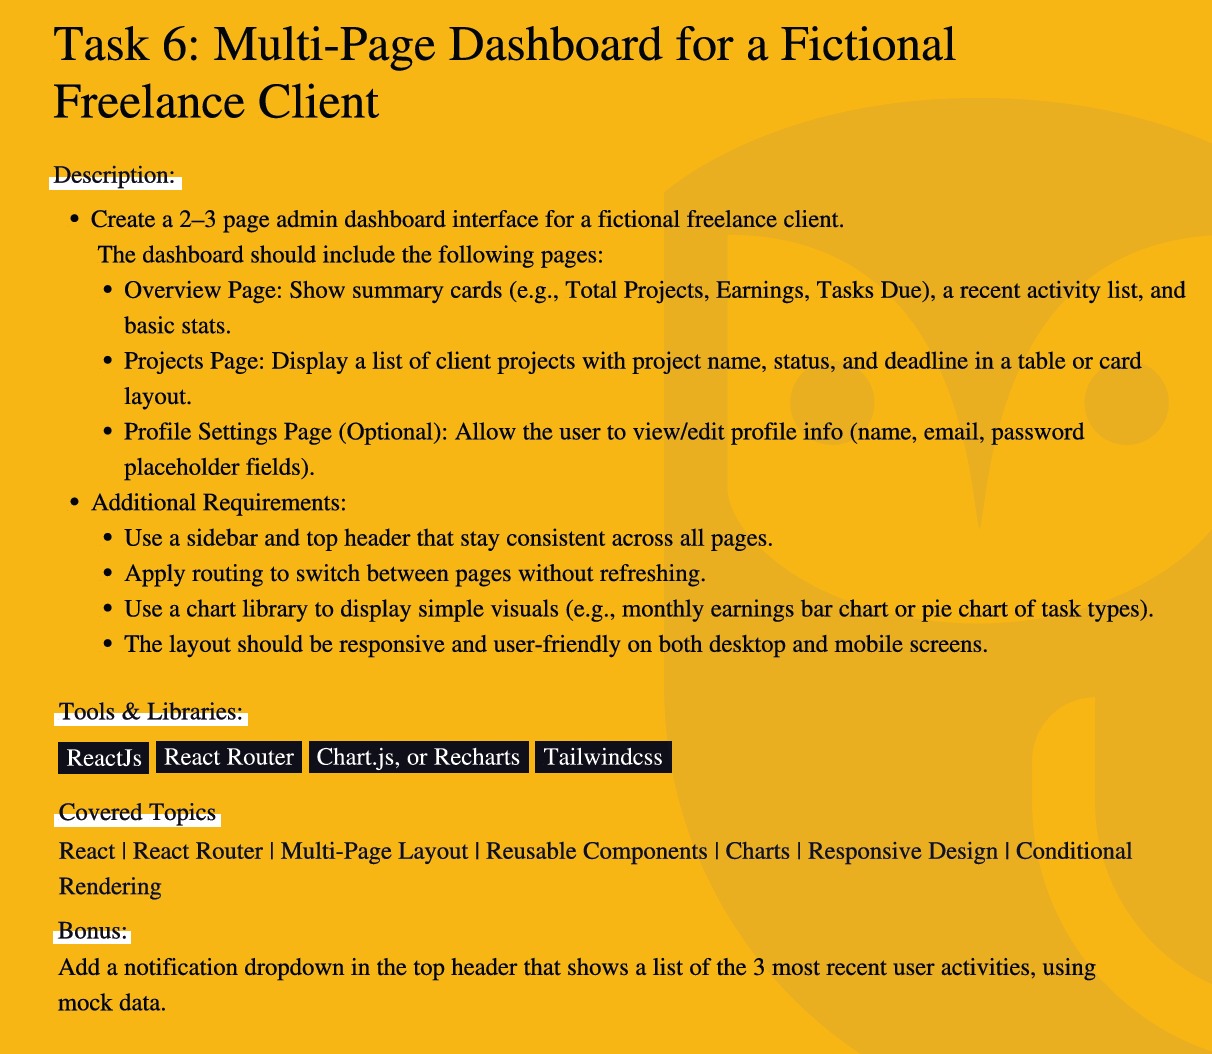 Task 6: Multi-Page Dashboard for a Fictional
Freelance Client
Description:
• Create a 2–3 page admin dashboard interface for a fictional freelance client.
The dashboard should include the following pages:
• Overview Page: Show summary cards (e.g., Total Projects, Earnings, Tasks Due), a recent activity list, and
basic stats.
• Projects Page: Display a list of client projects with project name, status, and deadline in a table or card
layout.
• Profile Settings Page (Optional): Allow the user to view/edit profile info (name, email, password
placeholder fields).
• Additional Requirements:
• Use a sidebar and top header that stay consistent across all pages.
• Apply routing to switch between pages without refreshing.
• Use a chart library to display simple visuals (e.g., monthly earnings bar chart or pie chart of task types).
• The layout should be responsive and user-friendly on both desktop and mobile screens.
Tools & Libraries:
ReactJs React Router Chart.js, or Recharts Tailwindcss
Covered Topics
React | React Router | Multi-Page Layout | Reusable Components | Charts | Responsive Design | Conditional
Rendering
Bonus:
Add a notification dropdown in the top header that shows a list of the 3 most recent user activities, using
mock data.